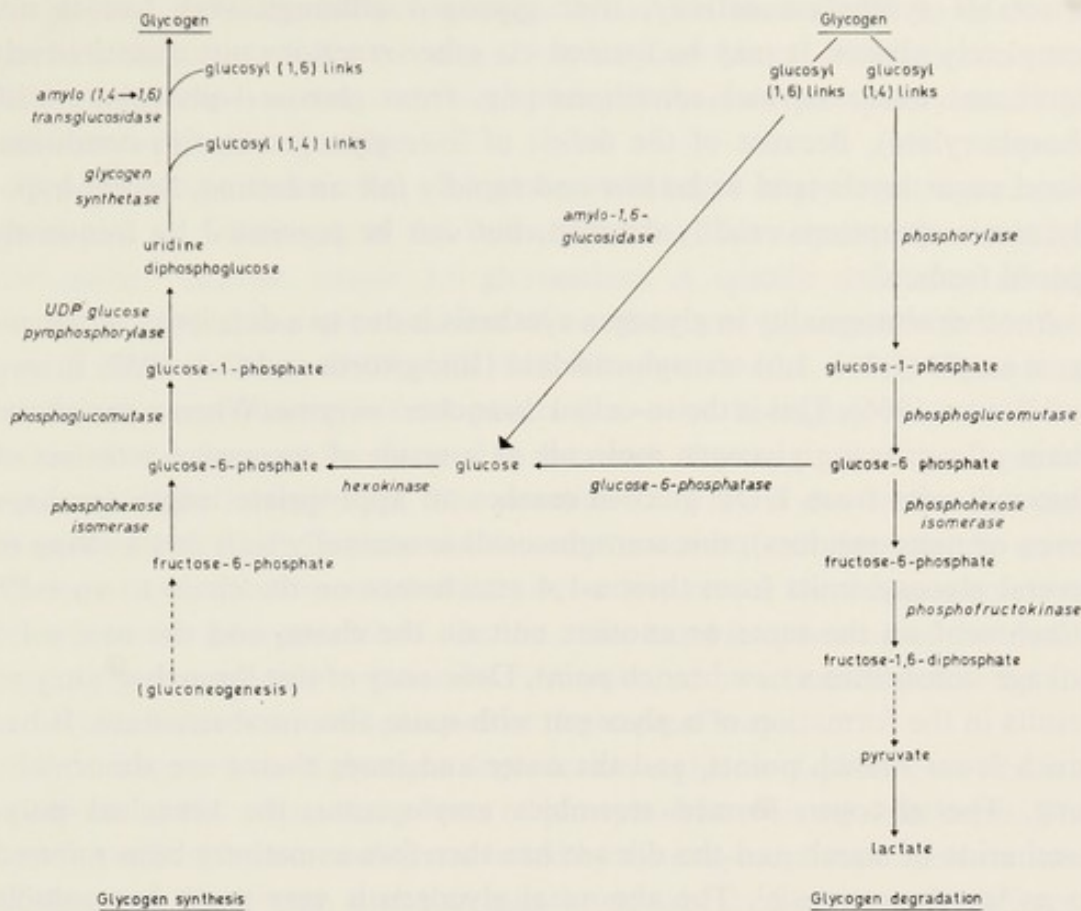 Glycogen
glucosyl (1,6) links
amylo (1,4→1,6)
transglucosidase
glucosyl (1,4) links
glycogen
synthetase
uridine
diphosphoglucose
UDP glucose
pyrophosphorylase
glucose-1-phosphate
phosphoglucomutase
glucose-6-phosphate
hexokinase
glucose
phosphohexose
isomerase
fructose-6-phosphate
(gluconeogenesis)
Glycogen synthesis
Glycogen
glucosyl
(1,6) links
glucosyl
(1,4) links
amylo-1,6-
glucosidase
phosphorylase
glucose-1-phosphate
phosphoglucomutase
glucose-6 phosphate
glucose-6-phosphatase
phosphohexose
isomerase
fructose-6-phosphate
phosphofructokinase
fructose-1,6-diphosphate
pyruvate
lactate
Glycogen degradation